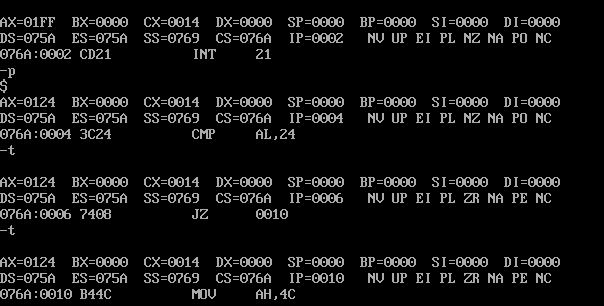 AX=01FF BX=0000 CX=0014 DX=0000 SP=0000 BP=0000 SI=0000 DI=0000
DS=075A ES=075A SS=0769 CS=076A IP=0002 NV UP EI PL NZ NA PO NC
076A:0002 CD21 INT 21
-p
$
AX=0124 BX=0000 CX=0014 DX=0000 SP=0000 BP=0000 SI=0000 DI=0000
DS=075A ES=075A SS=0769 CS=076A IP=0004 NV UP EI PL NZ NA PO NC
076A:0004 3C24 CMP AL,24
-t
AX=0124 BX=0000 CX=0014 DX=0000 SP=0000 BP=0000 SI=0000 DI=0000
DS=075A ES=075A SS=0769 CS=076A IP=0006 NV UP EI PL ZR NA PE NC
076A:0006 7408 JZ 0010
-t
AX=0124 BX=0000 CX=0014 DX=0000 SP=0000 BP=0000 SI=0000 DI=0000
DS=075A ES=075A SS=0769 CS=076A IP=0010 NV UP EI PL ZR NA PE NC
076A:0010 B44C MOV AH,4C